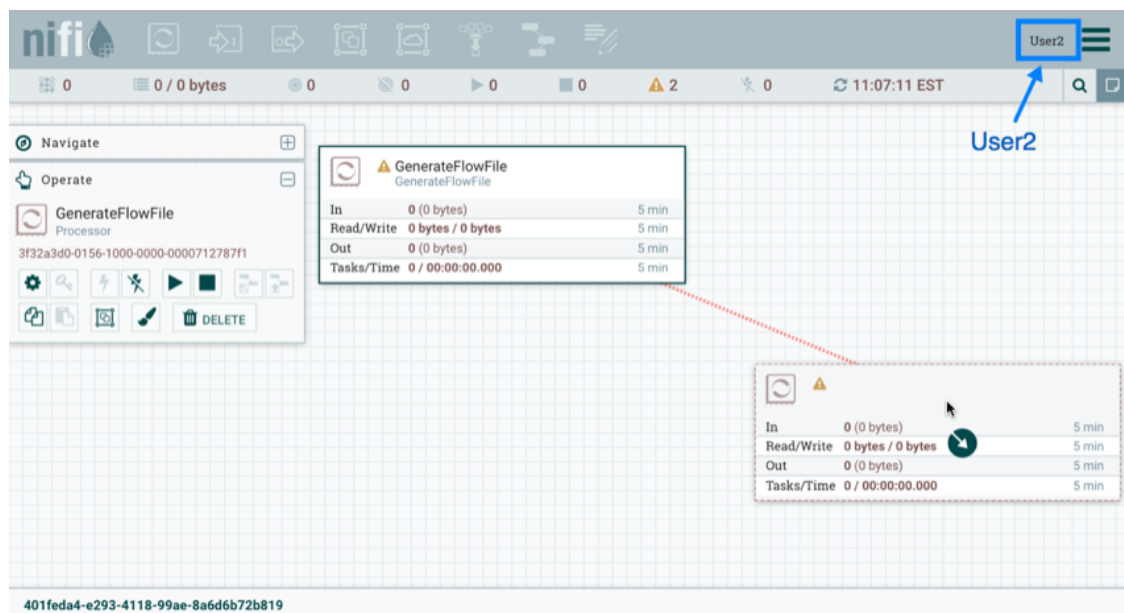 nifi
User2
0 0 / 0 bytes 0 0 0 0 2 0 11:07:11 EST
User2
Navigate
Operate
GenerateFlowFile
Processor
3f32a3d0-0156-1000-0000-0000712787f1
DELETE
GenerateFlowFile
GenerateFlowFile
In 0 (0 bytes) 5 min
Read/Write 0 bytes / 0 bytes 5 min
Out 0 (0 bytes) 5 min
Tasks/Time 0 / 00:00:00.000 5 min
In 0 (0 bytes) 5 min
Read/Write 0 bytes / 0 bytes 5 min
Out 0 (0 bytes) 5 min
Tasks/Time 0 / 00:00:00.000 5 min
401feda4-e293-4118-99ae-8a6d6b72b819